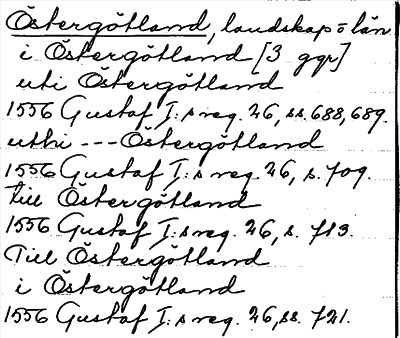 Östergötland, landskap o län
i Östergötland [3 ggr]
uti Östergötland
1556 Gustaf I:s reg. 26, ss. 688, 689.
uthi --- Östergötland
1556 Gustaf I:s reg. 26, s. 709.
till Östergötland
1556 Gustaf I:s reg. 26, s. 713.
Till Östergötland
i Östergötland
1556 Gustaf I:s reg. 26, ss. 721.